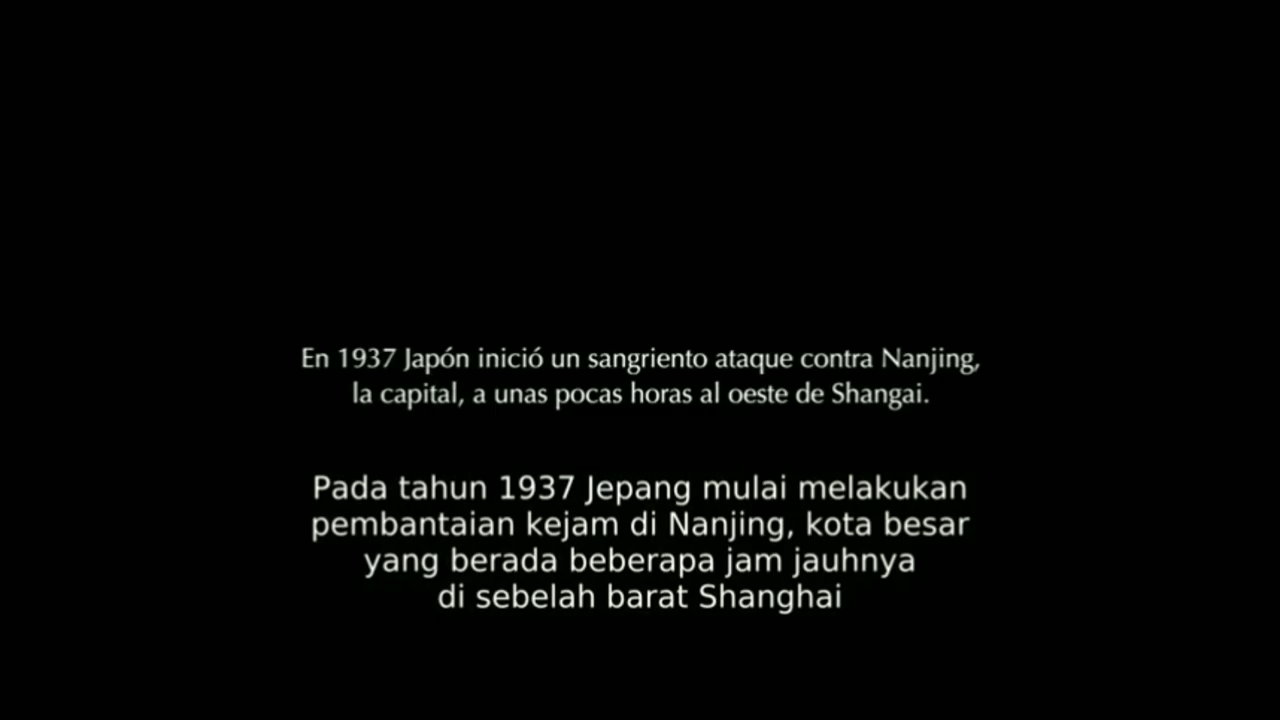 En 1937 Japón inició un sangriento ataque contra Nanjing,
la capital, a unas pocas horas al oeste de Shangai.
Pada tahun 1937 Jepang mulai melakukan
pembantaian kejam di Nanjing, kota besar
yang berada beberapa jam jauhnya
di sebelah barat Shanghai